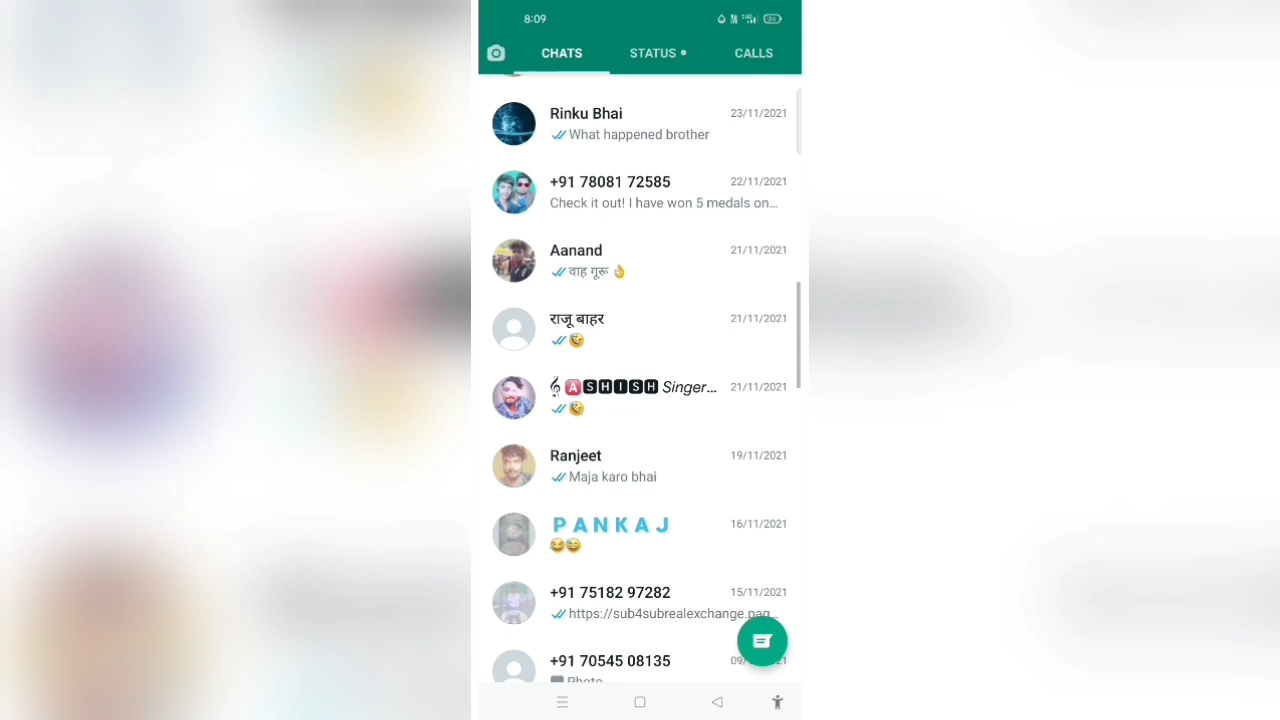 8:09
CHATS STATUS CALLS
Rinku Bhai 23/11/2021
What happened brother
+91 78081 72585 22/11/2021
Check it out! I have won 5 medals on...
Aanand 21/11/2021
वाह गूरू 👌
राजू बाहर 21/11/2021
🤣
🅰🆂🅷🅸🆂🅷 Singer... 21/11/2021
🤣
Ranjeet 19/11/2021
Maja karo bhai
PANKAJ 16/11/2021
😂😅
+91 75182 97282 15/11/2021
https://sub4subrealexchange.pag...
+91 70545 08135
Photo